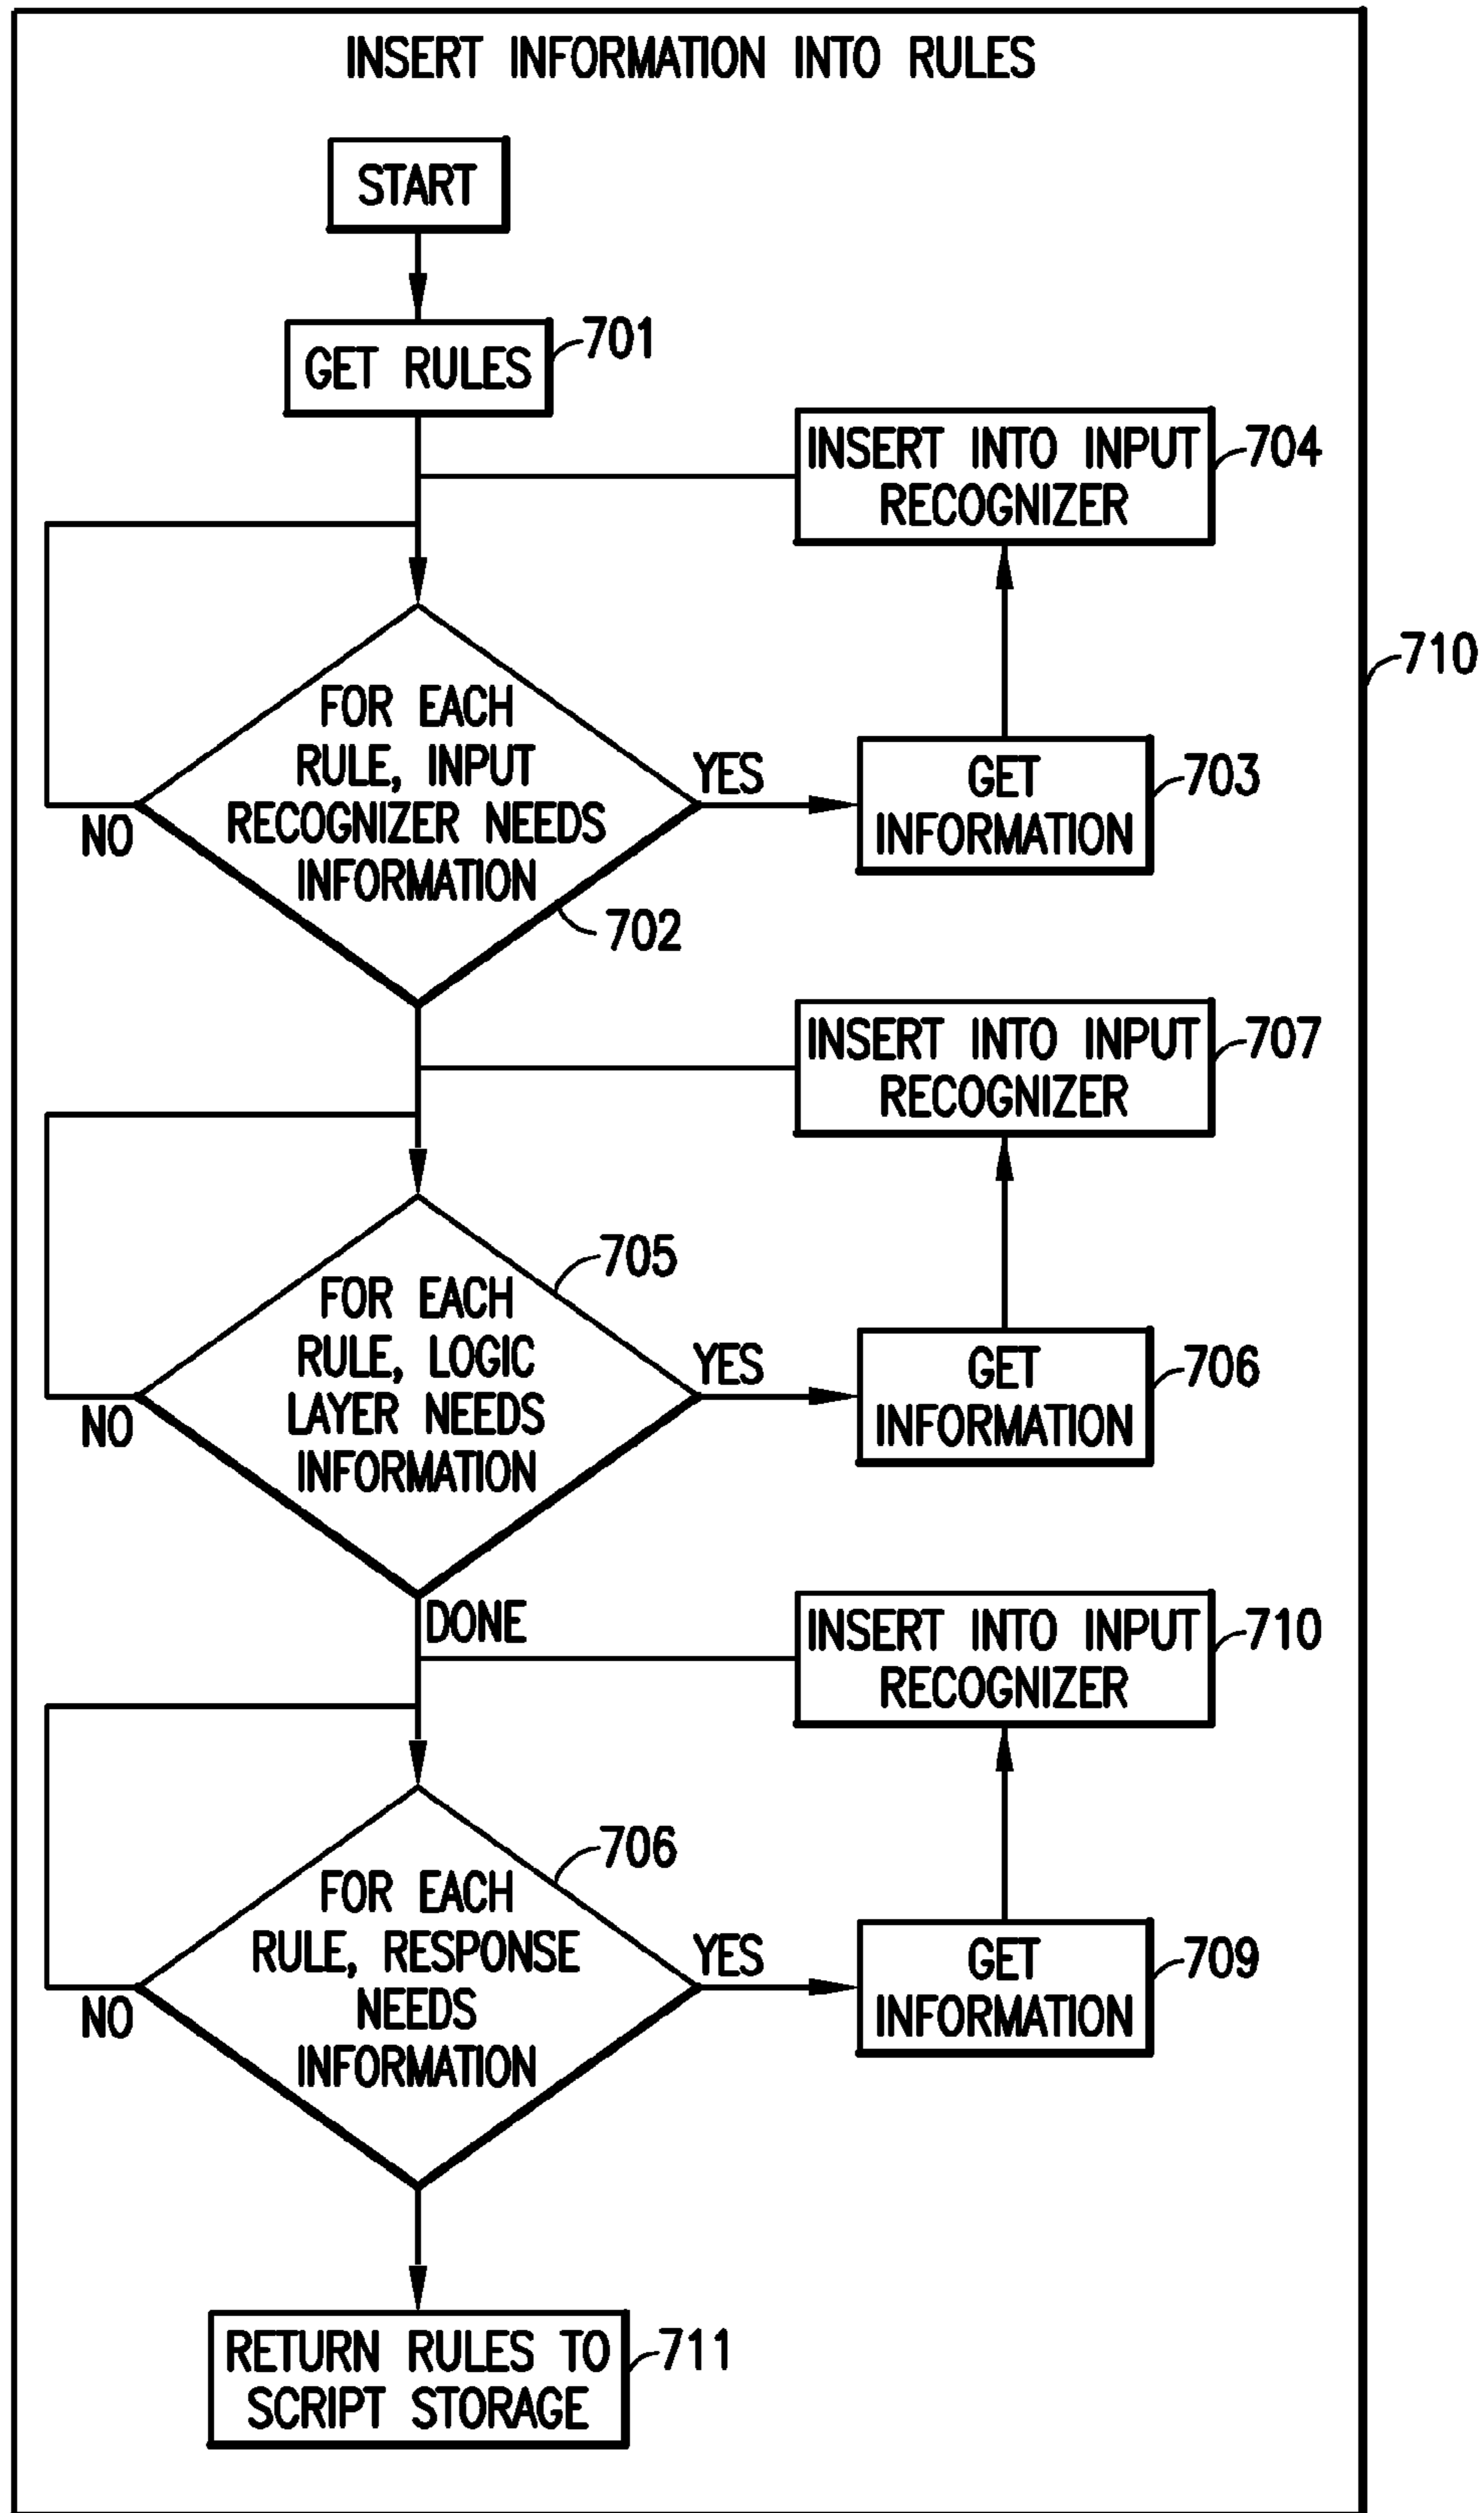 INSERT INFORMATION INTO RULES
START
GET RULES
701
INSERT INTO INPUT
RECOGNIZER
704
FOR EACH
RULE, INPUT
RECOGNIZER NEEDS
INFORMATION
702
YES
NO
GET
INFORMATION
703
710
INSERT INTO INPUT
RECOGNIZER
707
FOR EACH
RULE, LOGIC
LAYER NEEDS
INFORMATION
705
YES
NO
GET
INFORMATION
706
DONE
INSERT INTO INPUT
RECOGNIZER
710
FOR EACH
RULE, RESPONSE
NEEDS
INFORMATION
706
YES
NO
GET
INFORMATION
709
RETURN RULES TO
SCRIPT STORAGE
711